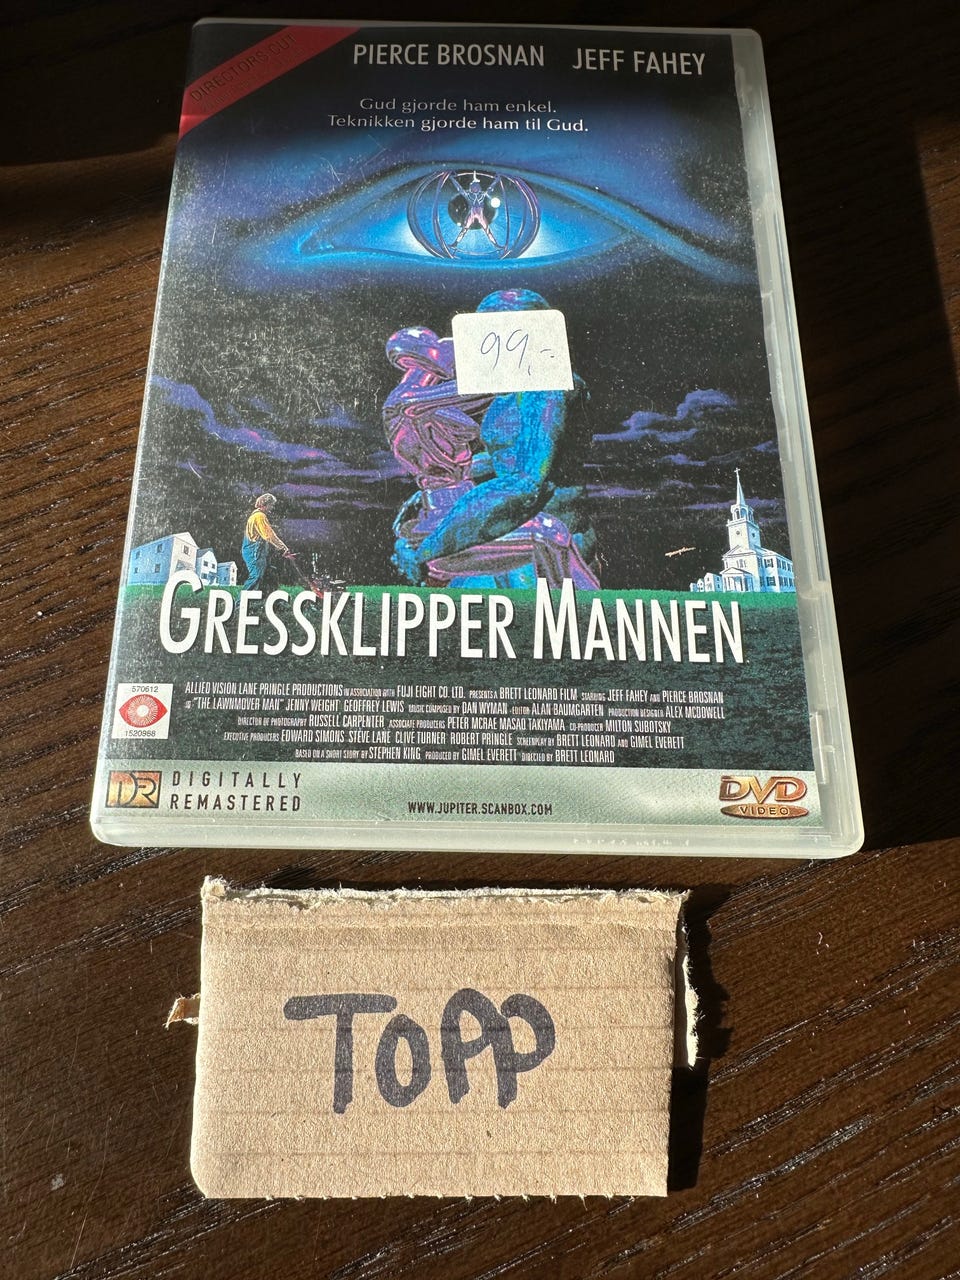 DIRECTORS CUT
PIERCE BROSNAN JEFF FAHEY
Gud gjorde ham enkel.
Teknikken gjorde ham til Gud.
99,-
GRESSKLIPPER MANNEN
570612
1520988
ALLIED VISION LANE PRINGLE PRODUCTIONS IN ASSOCIATION WITH FUJI EIGHT CO. LTD. PRESENTS A BRETT LEONARD FILM STARRING JEFF FAHEY AND PIERCE BROSNAN
IN "THE LAWNMOVER MAN" JENNY WEIGHT GEOFFREY LEWIS MUSIC COMPOSED BY DAN WYMAN EDITOR ALAN BAUMGARTEN PRODUCTION DESIGNER ALEX MCDOWELL
DIRECTOR OF PHOTOGRAPHY RUSSELL CARPENTER ASSOCIATE PRODUCERS PETER MCRAE MASAO TAKIYAMA CO-PRODUCER MILTON SUBOTSKY
EXECUTIVE PRODUCERS EDWARD SIMONS STEVE LANE CLIVE TURNER ROBERT PRINGLE SCREENPLAY BY BRETT LEONARD AND GIMEL EVERETT
BASED ON A SHORT STORY BY STEPHEN KING PRODUCED BY GIMEL EVERETT DIRECTED BY BRETT LEONARD
DR DIGITALLY
REMASTERED
WWW.JUPITER.SCANBOX.COM
DVD
VIDEO
TOPP